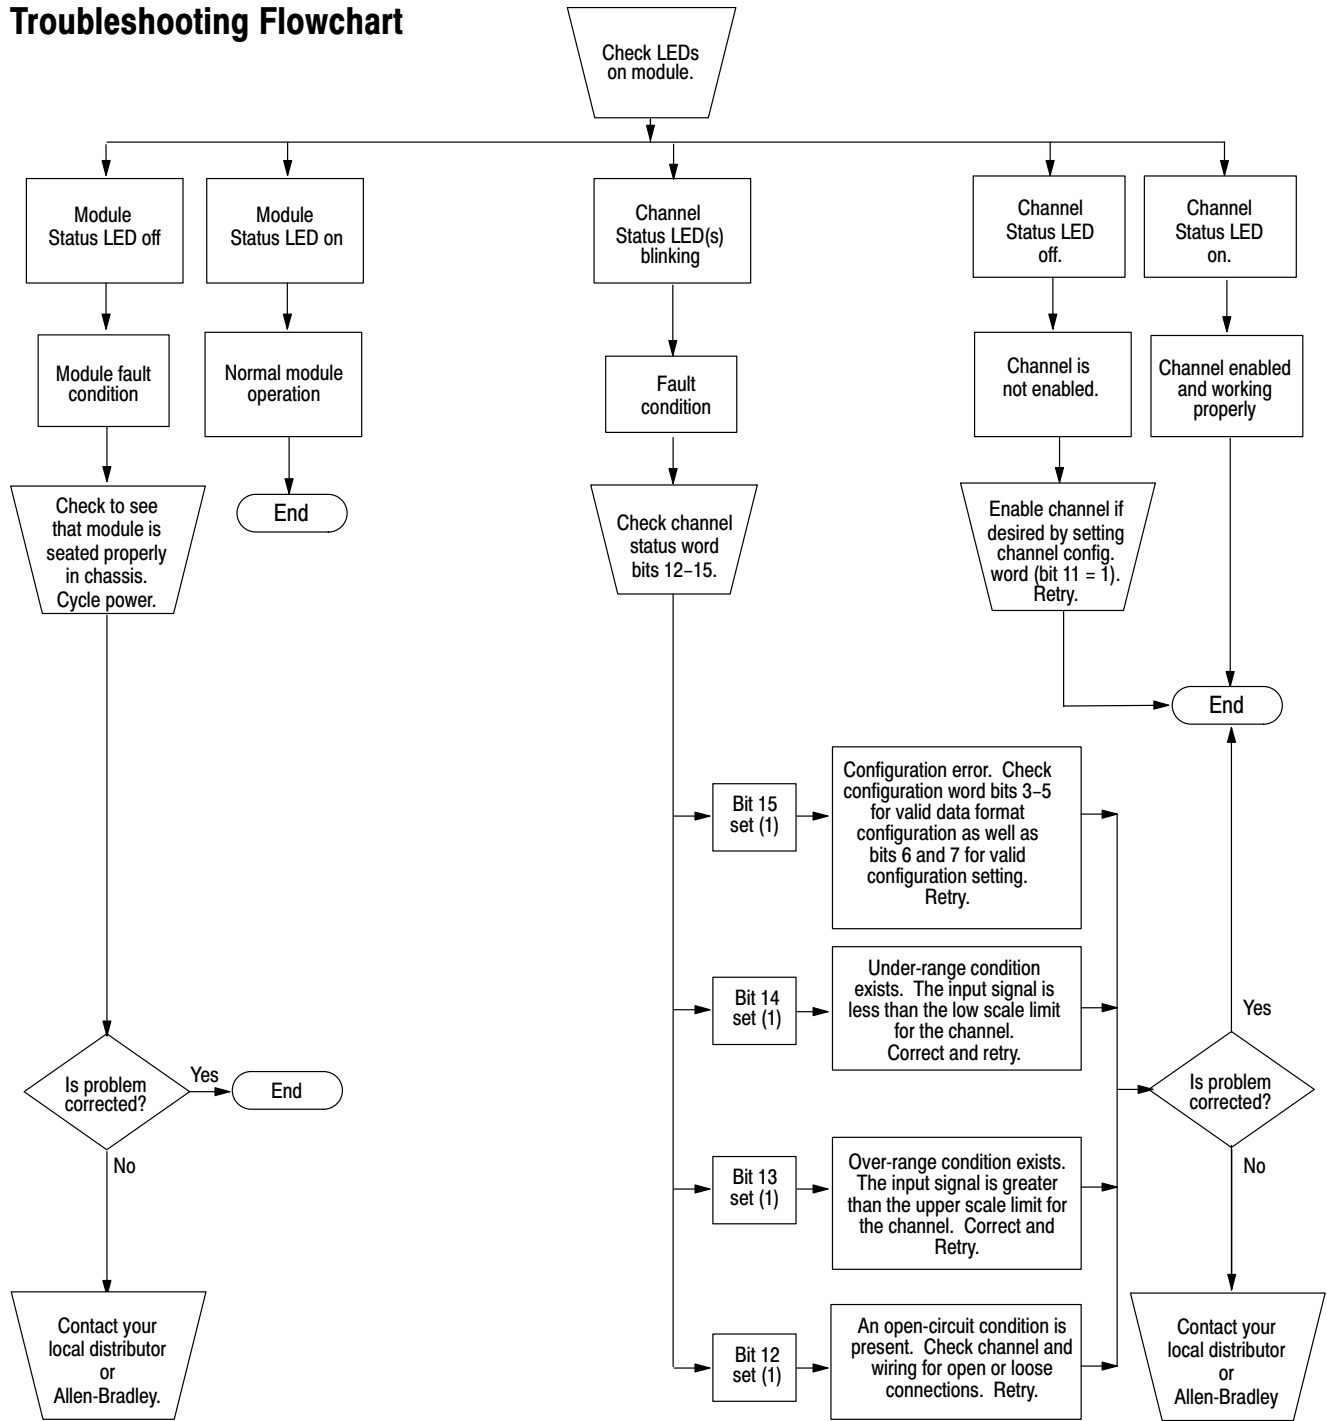 Troubleshooting Flowchart
Check LEDs
on module.
Module
Status LED off
Module
Status LED on
Channel
Status LED(s)
blinking
Channel
Status LED
off.
Channel
Status LED
on.
Module fault
condition
Normal module
operation
Fault
condition
Channel is
not enabled.
Channel enabled
and working
properly
Check to see
that module is
seated properly
in chassis.
Cycle power.
End
Check channel
status word
bits 12–15.
Enable channel if
desired by setting
channel config.
word (bit 11 = 1).
Retry.
End
Bit 15
set (1)
Configuration error. Check
configuration word bits 3–5
for valid data format
configuration as well as
bits 6 and 7 for valid
configuration setting.
Retry.
Bit 14
set (1)
Under-range condition
exists. The input signal is
less than the low scale limit
for the channel.
Correct and retry.
Yes
Is problem
corrected?
Yes
End
Is problem
corrected?
No
No
Bit 13
set (1)
Over-range condition exists.
The input signal is greater
than the upper scale limit for
the channel. Correct and
Retry.
Contact your
local distributor
or
Allen-Bradley.
Bit 12
set (1)
An open-circuit condition is
present. Check channel and
wiring for open or loose
connections. Retry.
Contact your
local distributor
or
Allen-Bradley